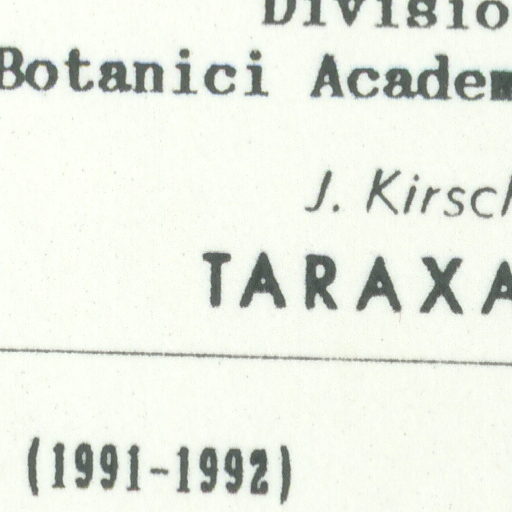 Divisio
Botanici Academ
J. Kirsch
TARAXA
(1991-1992)